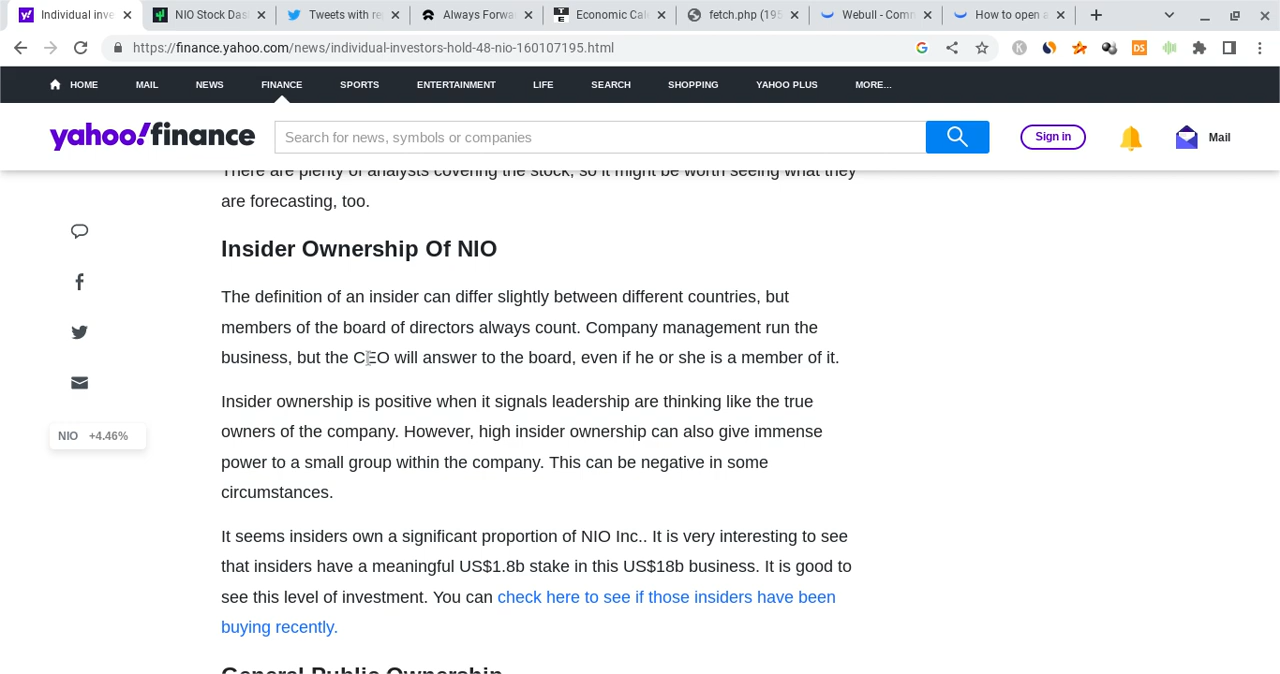 Individual inve
NIO Stock Das
Tweets with re
Always Forwa
Economic Cal
fetch.php (195
Webull - Comm
How to open a
https://finance.yahoo.com/news/individual-investors-hold-48-nio-160107195.html
HOME MAIL NEWS FINANCE SPORTS ENTERTAINMENT LIFE SEARCH SHOPPING YAHOO PLUS MORE...
yahoo!finance
Search for news, symbols or companies
Sign in
Mail
There are plenty of analysts covering the stock, so it might be worth seeing what they
are forecasting, too.
Insider Ownership Of NIO
The definition of an insider can differ slightly between different countries, but
members of the board of directors always count. Company management run the
business, but the CEO will answer to the board, even if he or she is a member of it.
Insider ownership is positive when it signals leadership are thinking like the true
owners of the company. However, high insider ownership can also give immense
power to a small group within the company. This can be negative in some
circumstances.
NIO +4.46%
It seems insiders own a significant proportion of NIO Inc.. It is very interesting to see
that insiders have a meaningful US$1.8b stake in this US$18b business. It is good to
see this level of investment. You can check here to see if those insiders have been
buying recently.
General Public Ownership